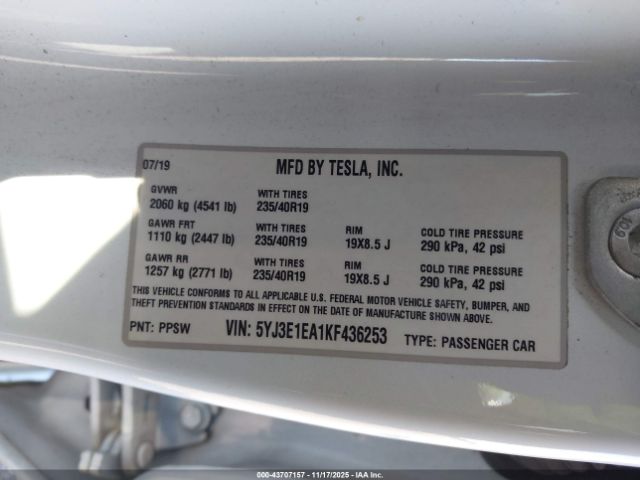 07/19 MFD BY TESLA, INC.
GVWR WITH TIRES
2060 kg (4541 lb) 235/40R19
GAWR FRT WITH TIRES RIM COLD TIRE PRESSURE
1110 kg (2447 lb) 235/40R19 19X8.5 J 290 kPa, 42 psi
GAWR RR WITH TIRES RIM COLD TIRE PRESSURE
1257 kg (2771 lb) 235/40R19 19X8.5 J 290 kPa, 42 psi
THIS VEHICLE CONFORMS TO ALL APPLICABLE U.S. FEDERAL MOTOR VEHICLE SAFETY, BUMPER, AND
THEFT PREVENTION STANDARDS IN EFFECT ON THE DATE OF MANUFACTURE SHOWN ABOVE.
PNT: PPSW VIN: 5YJ3E1EA1KF436253 TYPE: PASSENGER CAR
000-43707157 - 11/17/2025 - IAAI.COM